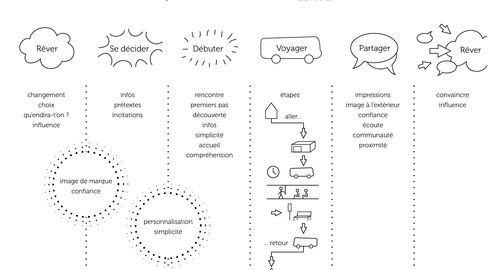 Rêver
Se décider
Débuter
Voyager
Partager
Rêver
changement
choix
qu'endira-t'on ?
influence
infos
prétextes
incitations
rencontre
premiers pas
découverte
infos
simplicité
accueil
compréhension
étapes
aller...
... retour
impressions
image à l'extérieur
confiance
écoute
communauté
proximité
convaincre
influence
image de marque
confiance
personnalisation
simplicité